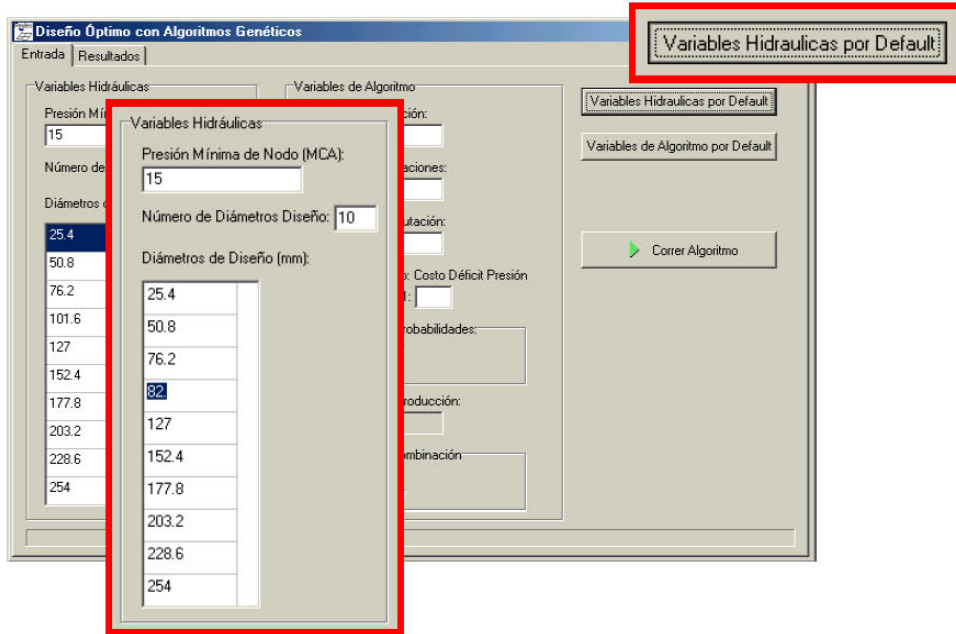 Diseño Óptimo con Algoritmos Genéticos
Variables Hidraulicas por Default
Entrada Resultados
Variables Hidráulicas
Presión Mí
15
Número de
Diámetros
25.4
50.8
76.2
101.6
127
152.4
177.8
203.2
228.6
254
Variables Hidráulicas
Presión Mínima de Nodo (MCA):
15
Número de Diámetros Diseño: 10
Diámetros de Diseño (mm):
25.4
50.8
76.2
82.
127
152.4
177.8
203.2
228.6
254
Variables de Algoritmo
ción:
aciones:
utación:
o: Costo Déficit Presión
1:
robabilidades:
roducción:
ombinación
Variables Hidraulicas por Default
Variables de Algoritmo por Default
Correr Algoritmo